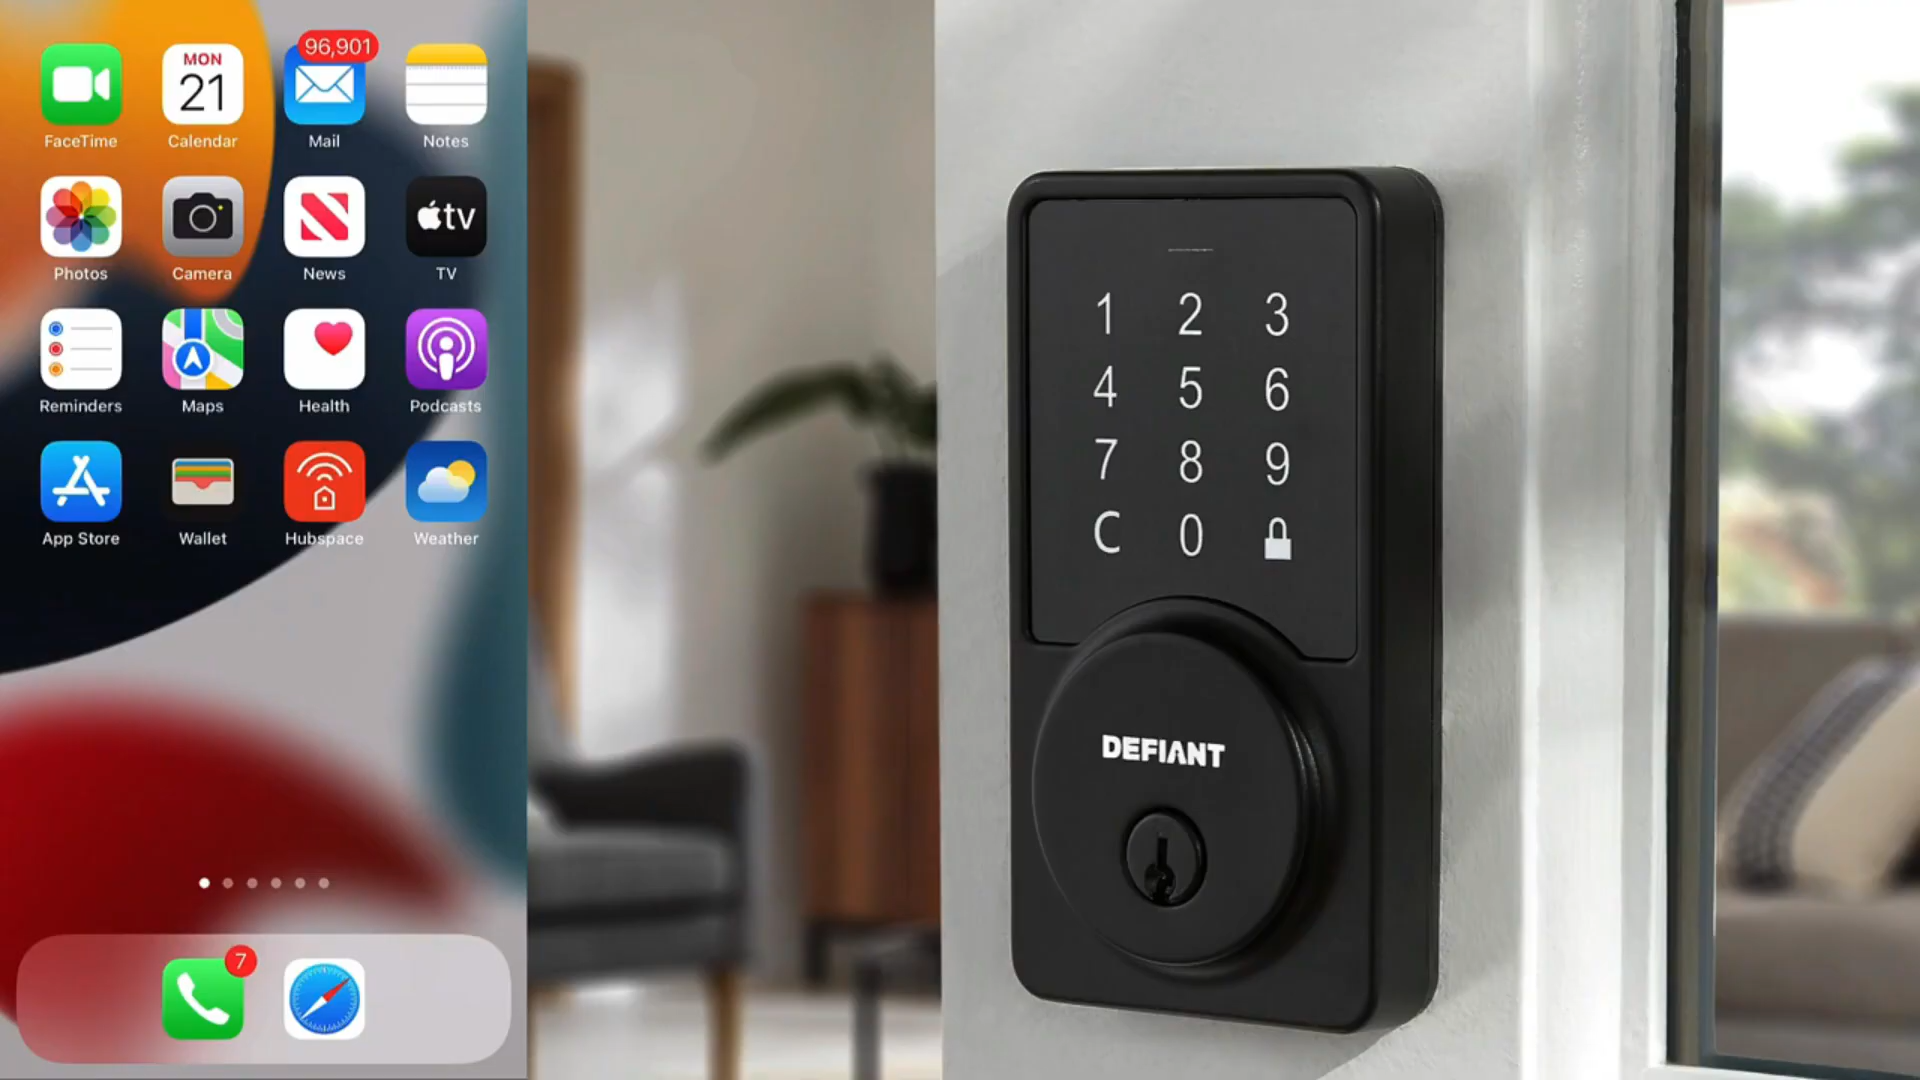 96,901
MON
21
FaceTime
Calendar
Mail
Notes
tv
Photos
Camera
News
TV
Reminders
Maps
Health
Podcasts
App Store
Wallet
Hubspace
Weather
7
1 2 3
4 5 6
7 8 9
C 0
DEFIANT